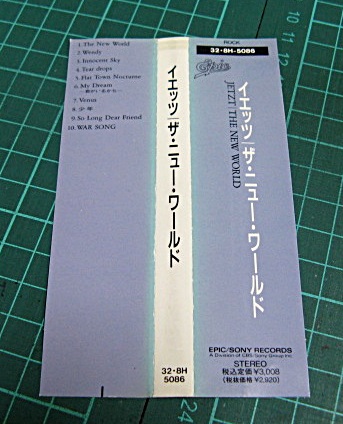 1. The New World
2. Wendy
3. Innocent Sky
4. Tear drops
5. Flat Town Nocturne
6. My Dream
7. Venus
8. 少年
9. So Long Dear Friend
10. WAR SONG
イエッツ/ザ・ニュー・ワールド
32・8H
5086
ROCK
32・8H-5086
Epic
イエッツ/ザ・ニュー・ワールド
JETZT/THE NEW WORLD
EPIC/SONY RECORDS
A Division of CBS/Sony Group Inc.
STEREO
税込定価¥3,008
(税抜価格¥2,920)
10
11
24